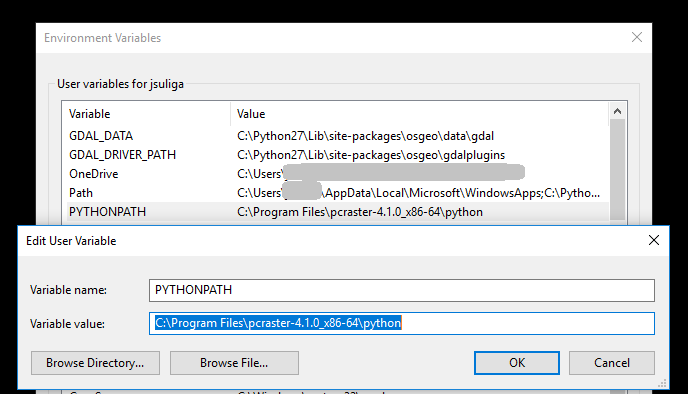 Environment Variables
User variables for jsuliga
Variable Value
GDAL_DATA C:\Python27\Lib\site-packages\osgeo\data\gdal
GDAL_DRIVER_PATH C:\Python27\Lib\site-packages\osgeo\gdalplugins
OneDrive C:\Users\
Path C:\Users\ \AppData\Local\Microsoft\WindowsApps;C:\Pytho...
PYTHONPATH C:\Program Files\pcraster-4.1.0_x86-64\python
Edit User Variable
Variable name: PYTHONPATH
Variable value: C:\Program Files\pcraster-4.1.0_x86-64\python
Browse Directory... Browse File... OK Cancel